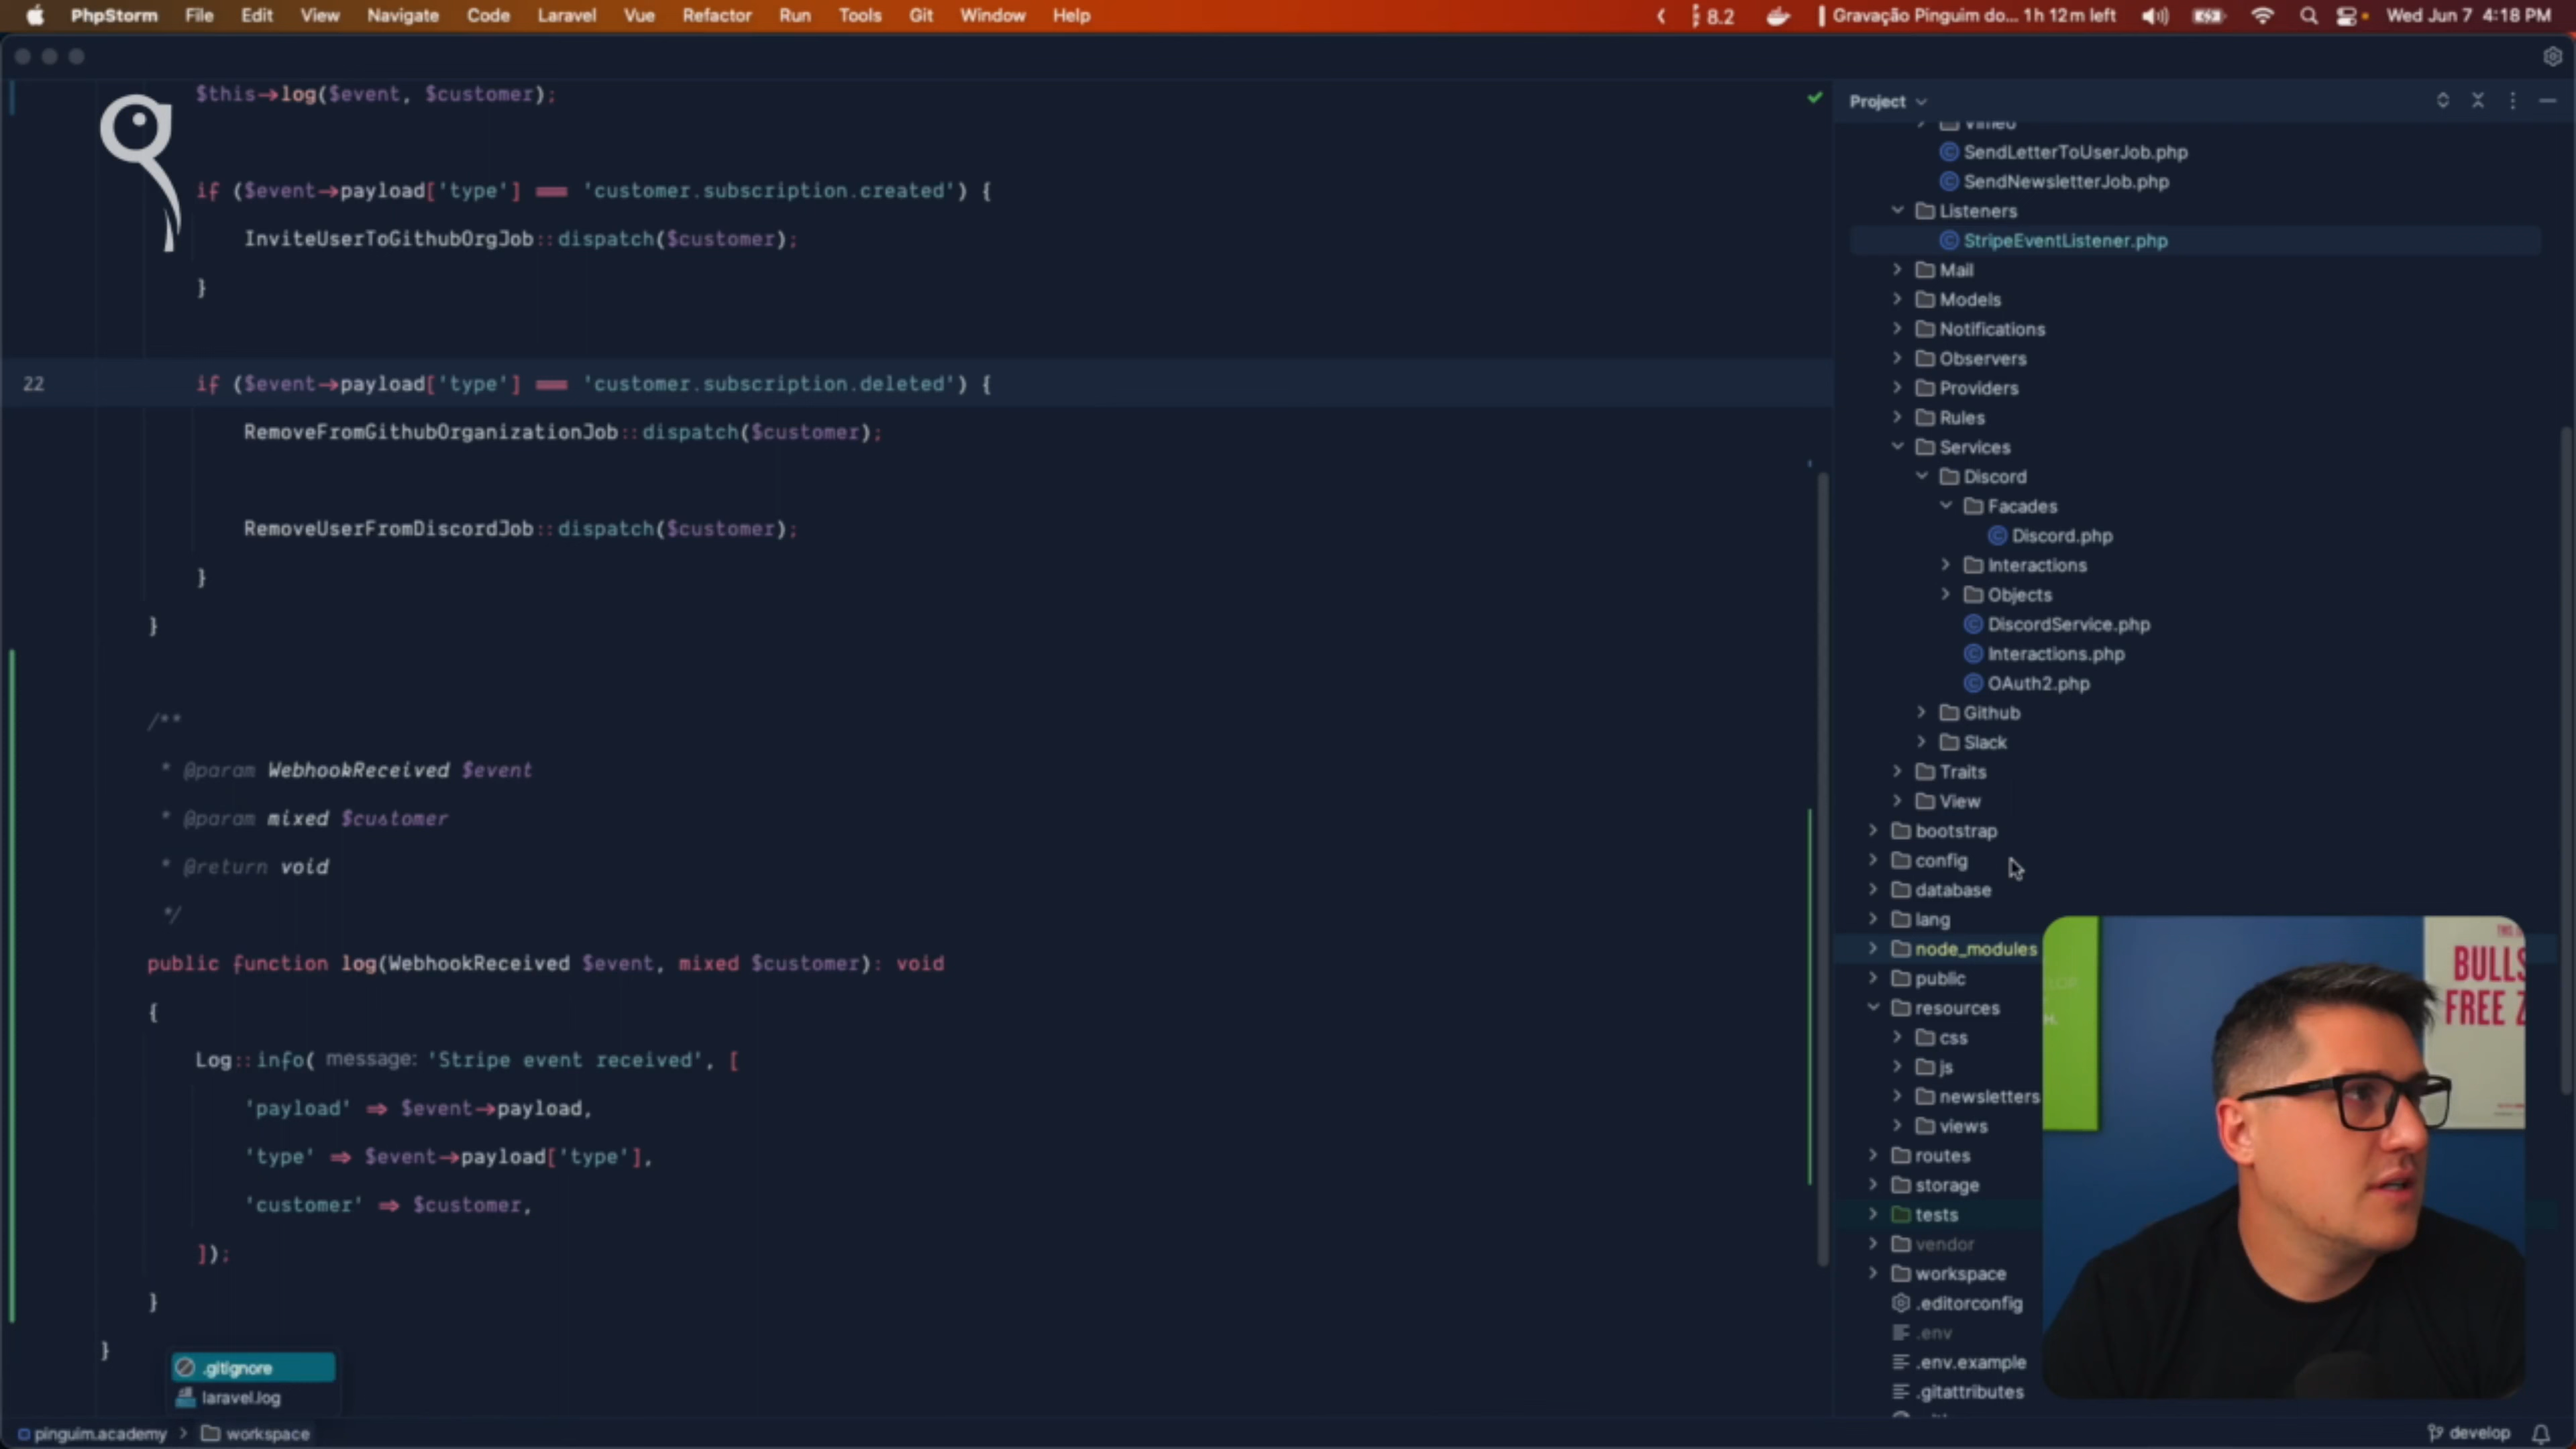 PhpStorm File Edit View Navigate Code Laravel Vue Refactor Run Tools Git Window Help
8.2 Gravação Pinguim do... 1h 12m left Wed Jun 7 4:18 PM
$this→log($event, $customer);
if ($event→payload['type'] === 'customer.subscription.created') {
InviteUserToGithubOrgJob::dispatch($customer);
}
22 if ($event→payload['type'] === 'customer.subscription.deleted') {
RemoveFromGithubOrganizationJob::dispatch($customer);
RemoveUserFromDiscordJob::dispatch($customer);
}
}
/**
* @param WebhookReceived $event
* @param mixed $customer
* @return void
*/
public function log(WebhookReceived $event, mixed $customer): void
{
Log::info( message: 'Stripe event received', [
'payload' ⇒ $event→payload,
'type' ⇒ $event→payload['type'],
'customer' ⇒ $customer,
]);
}
}
.gitignore
laravel.log
pinguim.academy > workspace
Project
Vimeo
SendLetterToUserJob.php
SendNewsletterJob.php
Listeners
StripeEventListener.php
Mail
Models
Notifications
Observers
Providers
Rules
Services
Discord
Facades
Discord.php
Interactions
Objects
DiscordService.php
Interactions.php
OAuth2.php
Github
Slack
Traits
View
bootstrap
config
database
lang
node_modules
public
resources
css
js
newsletters
views
routes
storage
tests
vendor
workspace
.editorconfig
.env
.env.example
.gitattributes
BULLS
FREE Z
develop